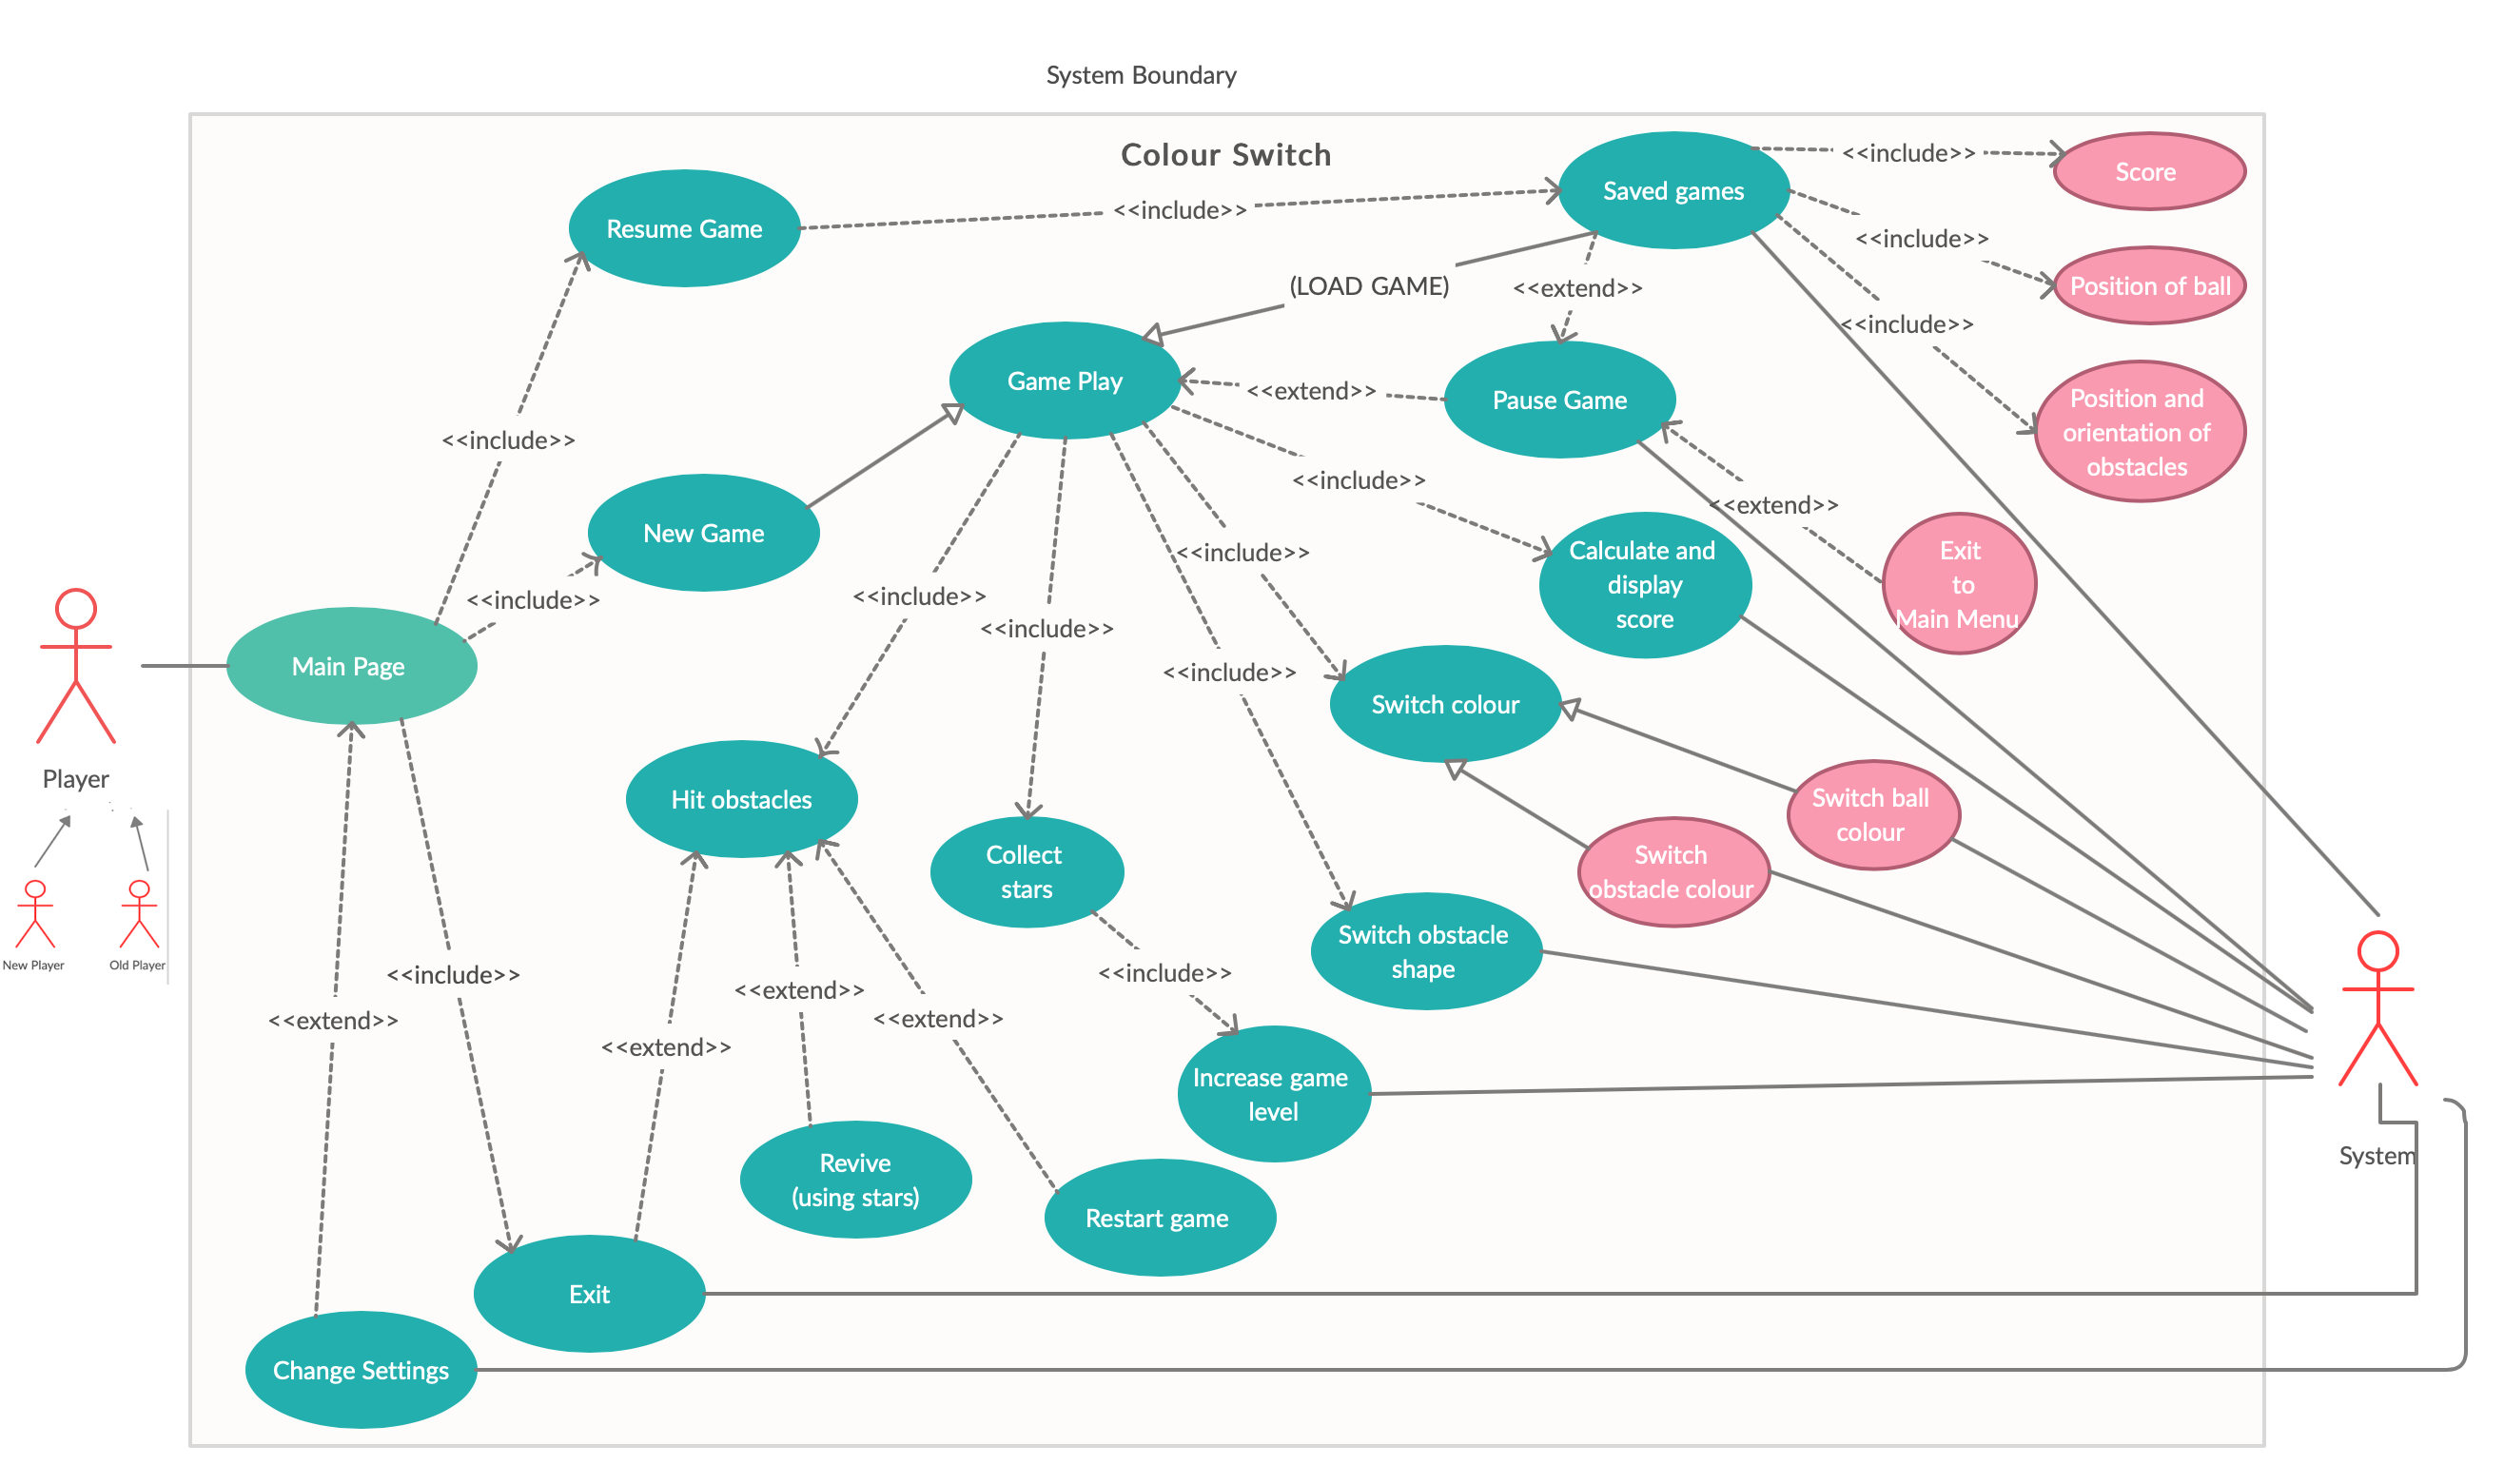 System Boundary
Colour Switch
Saved games
<<include>>
Score
Resume Game
<<include>>
<<include>>
Position of ball
(LOAD GAME)
<<extend>>
<<include>>
Game Play
<<extend>>
Pause Game
Position and
orientation of
obstacles
<<include>>
<<include>>
<<extend>>
New Game
<<include>>
Calculate and
display
score
Exit
to
Main Menu
<<include>>
<<include>>
<<include>>
<<include>>
Main Page
Switch colour
Player
Hit obstacles
Switch ball
colour
Collect
stars
Switch
obstacle colour
New Player
Old Player
Switch obstacle
shape
<<include>>
<<include>>
<<extend>>
<<extend>>
<<extend>>
<<extend>>
Increase game
level
System
Revive
(using stars)
Restart game
Exit
Change Settings